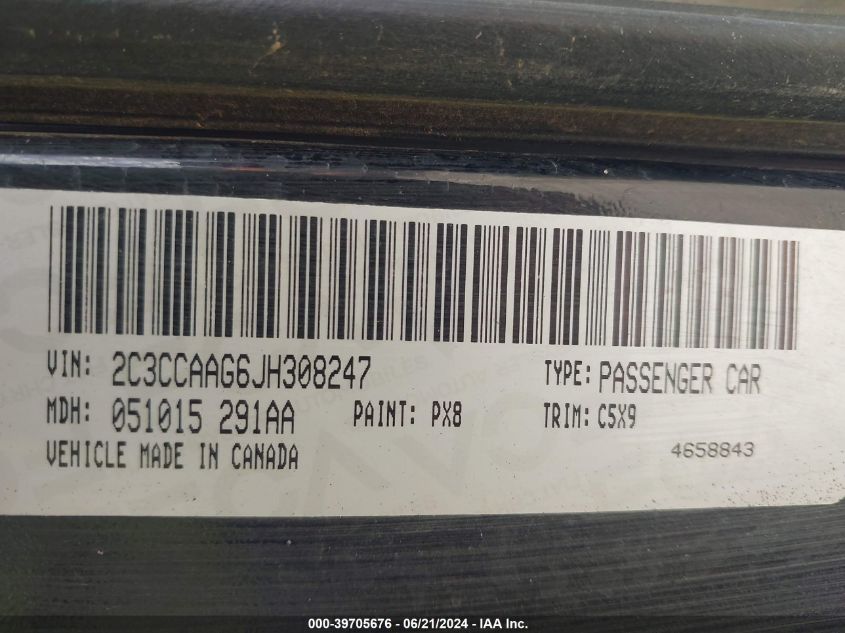 VIN: 2C3CCAAG6JH308247 TYPE: PASSENGER CAR
MDH: 051015 291AA PAINT: PX8 TRIM: C5X9
VEHICLE MADE IN CANADA 4658843
000-39705676 - 06/21/2024 - IAA Inc.